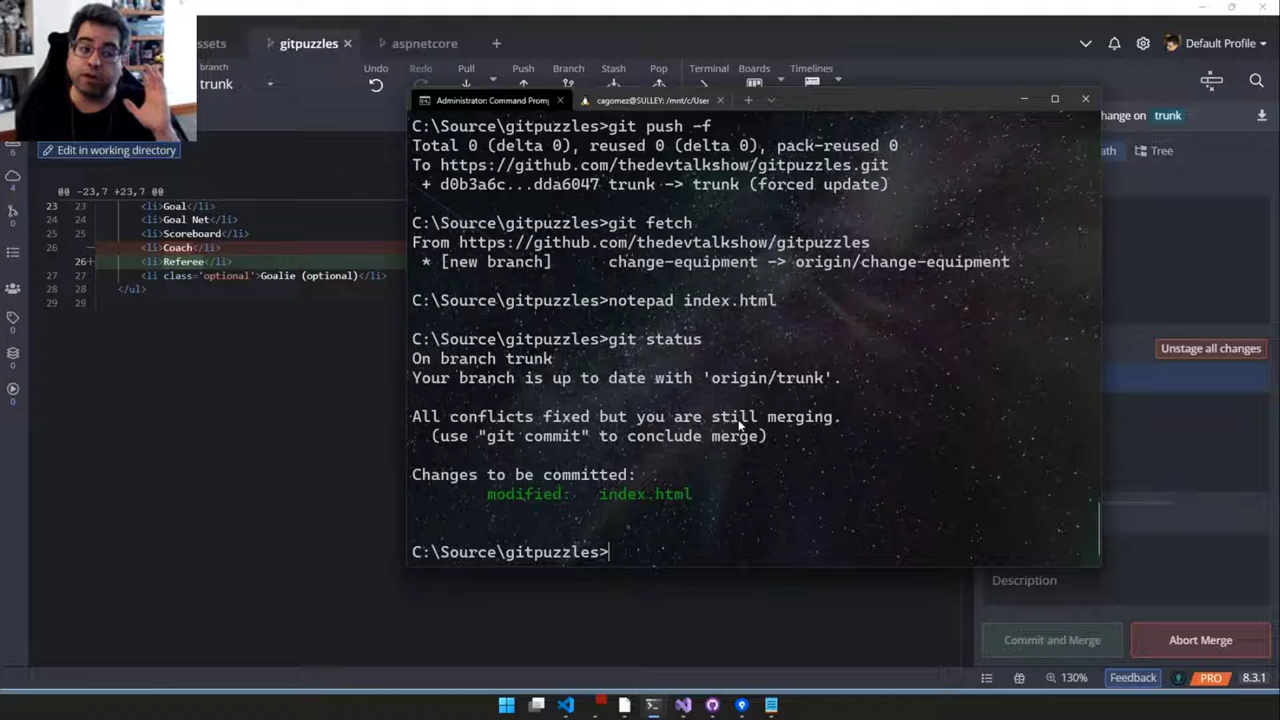 ssets
gitpuzzles
aspnetcore
Default Profile
branch
trunk
Undo
Redo
Pull
Push
Branch
Stash
Pop
Terminal
Boards
Timelines
Administrator: Command Promp
cagomez@SULLEY: /mnt/c/User
hange on trunk
ath
Tree
Edit in working directory
6
4
0
0
0
0
0
@@ -23,7 +23,7 @@
23 23 <li>Goal</li>
24 24 <li>Goal Net</li>
25 25 <li>Scoreboard</li>
26 — <li>Coach</li>
26+ <li>Referee</li>
27 27 <li class='optional'>Goalie (optional)</li>
28 28 </ul>
29 29
C:\Source\gitpuzzles>git push -f
Total 0 (delta 0), reused 0 (delta 0), pack-reused 0
To https://github.com/thedevtalkshow/gitpuzzles.git
+ d0b3a6c...dda6047 trunk -> trunk (forced update)
C:\Source\gitpuzzles>git fetch
From https://github.com/thedevtalkshow/gitpuzzles
* [new branch] change-equipment -> origin/change-equipment
C:\Source\gitpuzzles>notepad index.html
C:\Source\gitpuzzles>git status
On branch trunk
Your branch is up to date with 'origin/trunk'.
All conflicts fixed but you are still merging.
(use "git commit" to conclude merge)
Changes to be committed:
modified: index.html
C:\Source\gitpuzzles>
Unstage all changes
Description
Commit and Merge
Abort Merge
130%
Feedback
PRO
8.3.1